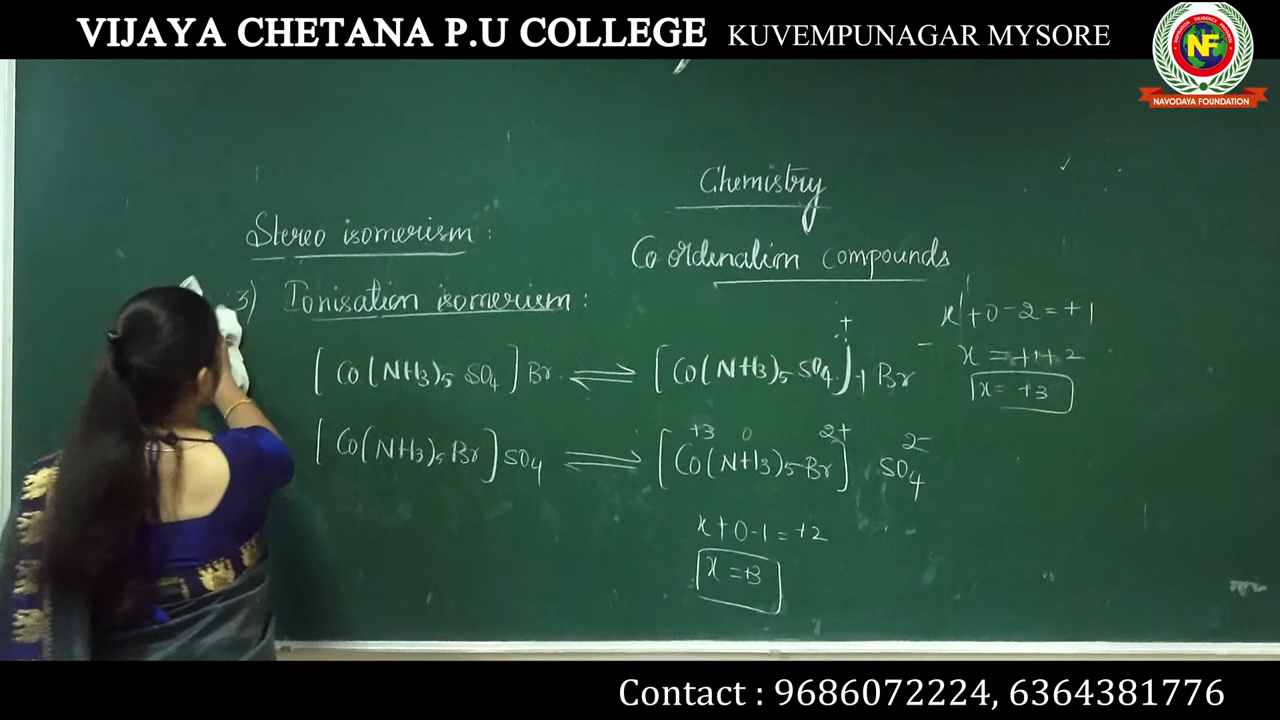 VIJAYA CHETANA P.U COLLEGE KUVEMPUNAGAR MYSORE
NF
NAVODAYA FOUNDATION
Chemistry
Stereo isomerism :
Co ordination compounds
3) Ionisation isomerism :
x + 0 - 2 = +1
x = +1+2
x = +3
[Co(NH3)5 SO4] Br ⇌ [Co(NH3)5 SO4]+ + Br-
[Co(NH3)5 Br] SO4 ⇌ [Co(NH3)5 Br]2+ SO4 2-
+3 0
x + 0 - 1 = +2
x = +3
Contact : 9686072224, 6364381776